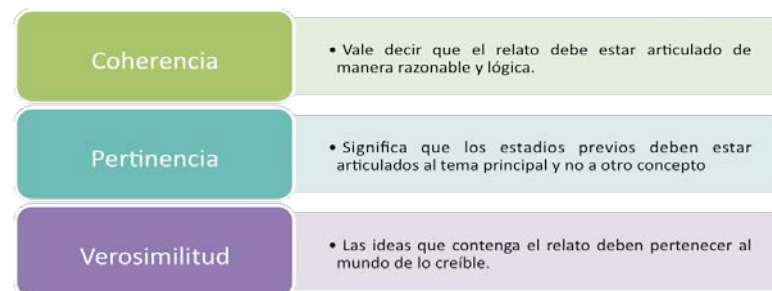 Coherencia
• Vale decir que el relato debe estar articulado de
manera razonable y lógica.
Pertinencia
• Significa que los estadios previos deben estar
articulados al tema principal y no a otro concepto
Verosimilitud
• Las ideas que contenga el relato deben pertenecer al
mundo de lo creíble.